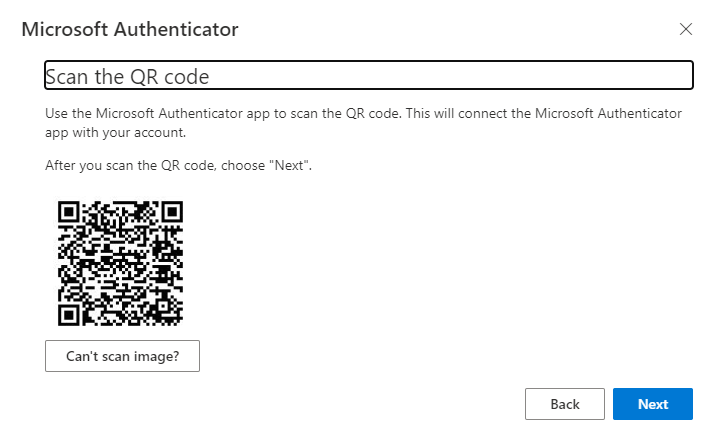 Microsoft Authenticator
Scan the QR code
Use the Microsoft Authenticator app to scan the QR code. This will connect the Microsoft Authenticator
app with your account.
After you scan the QR code, choose "Next".
Can't scan image?
Back
Next